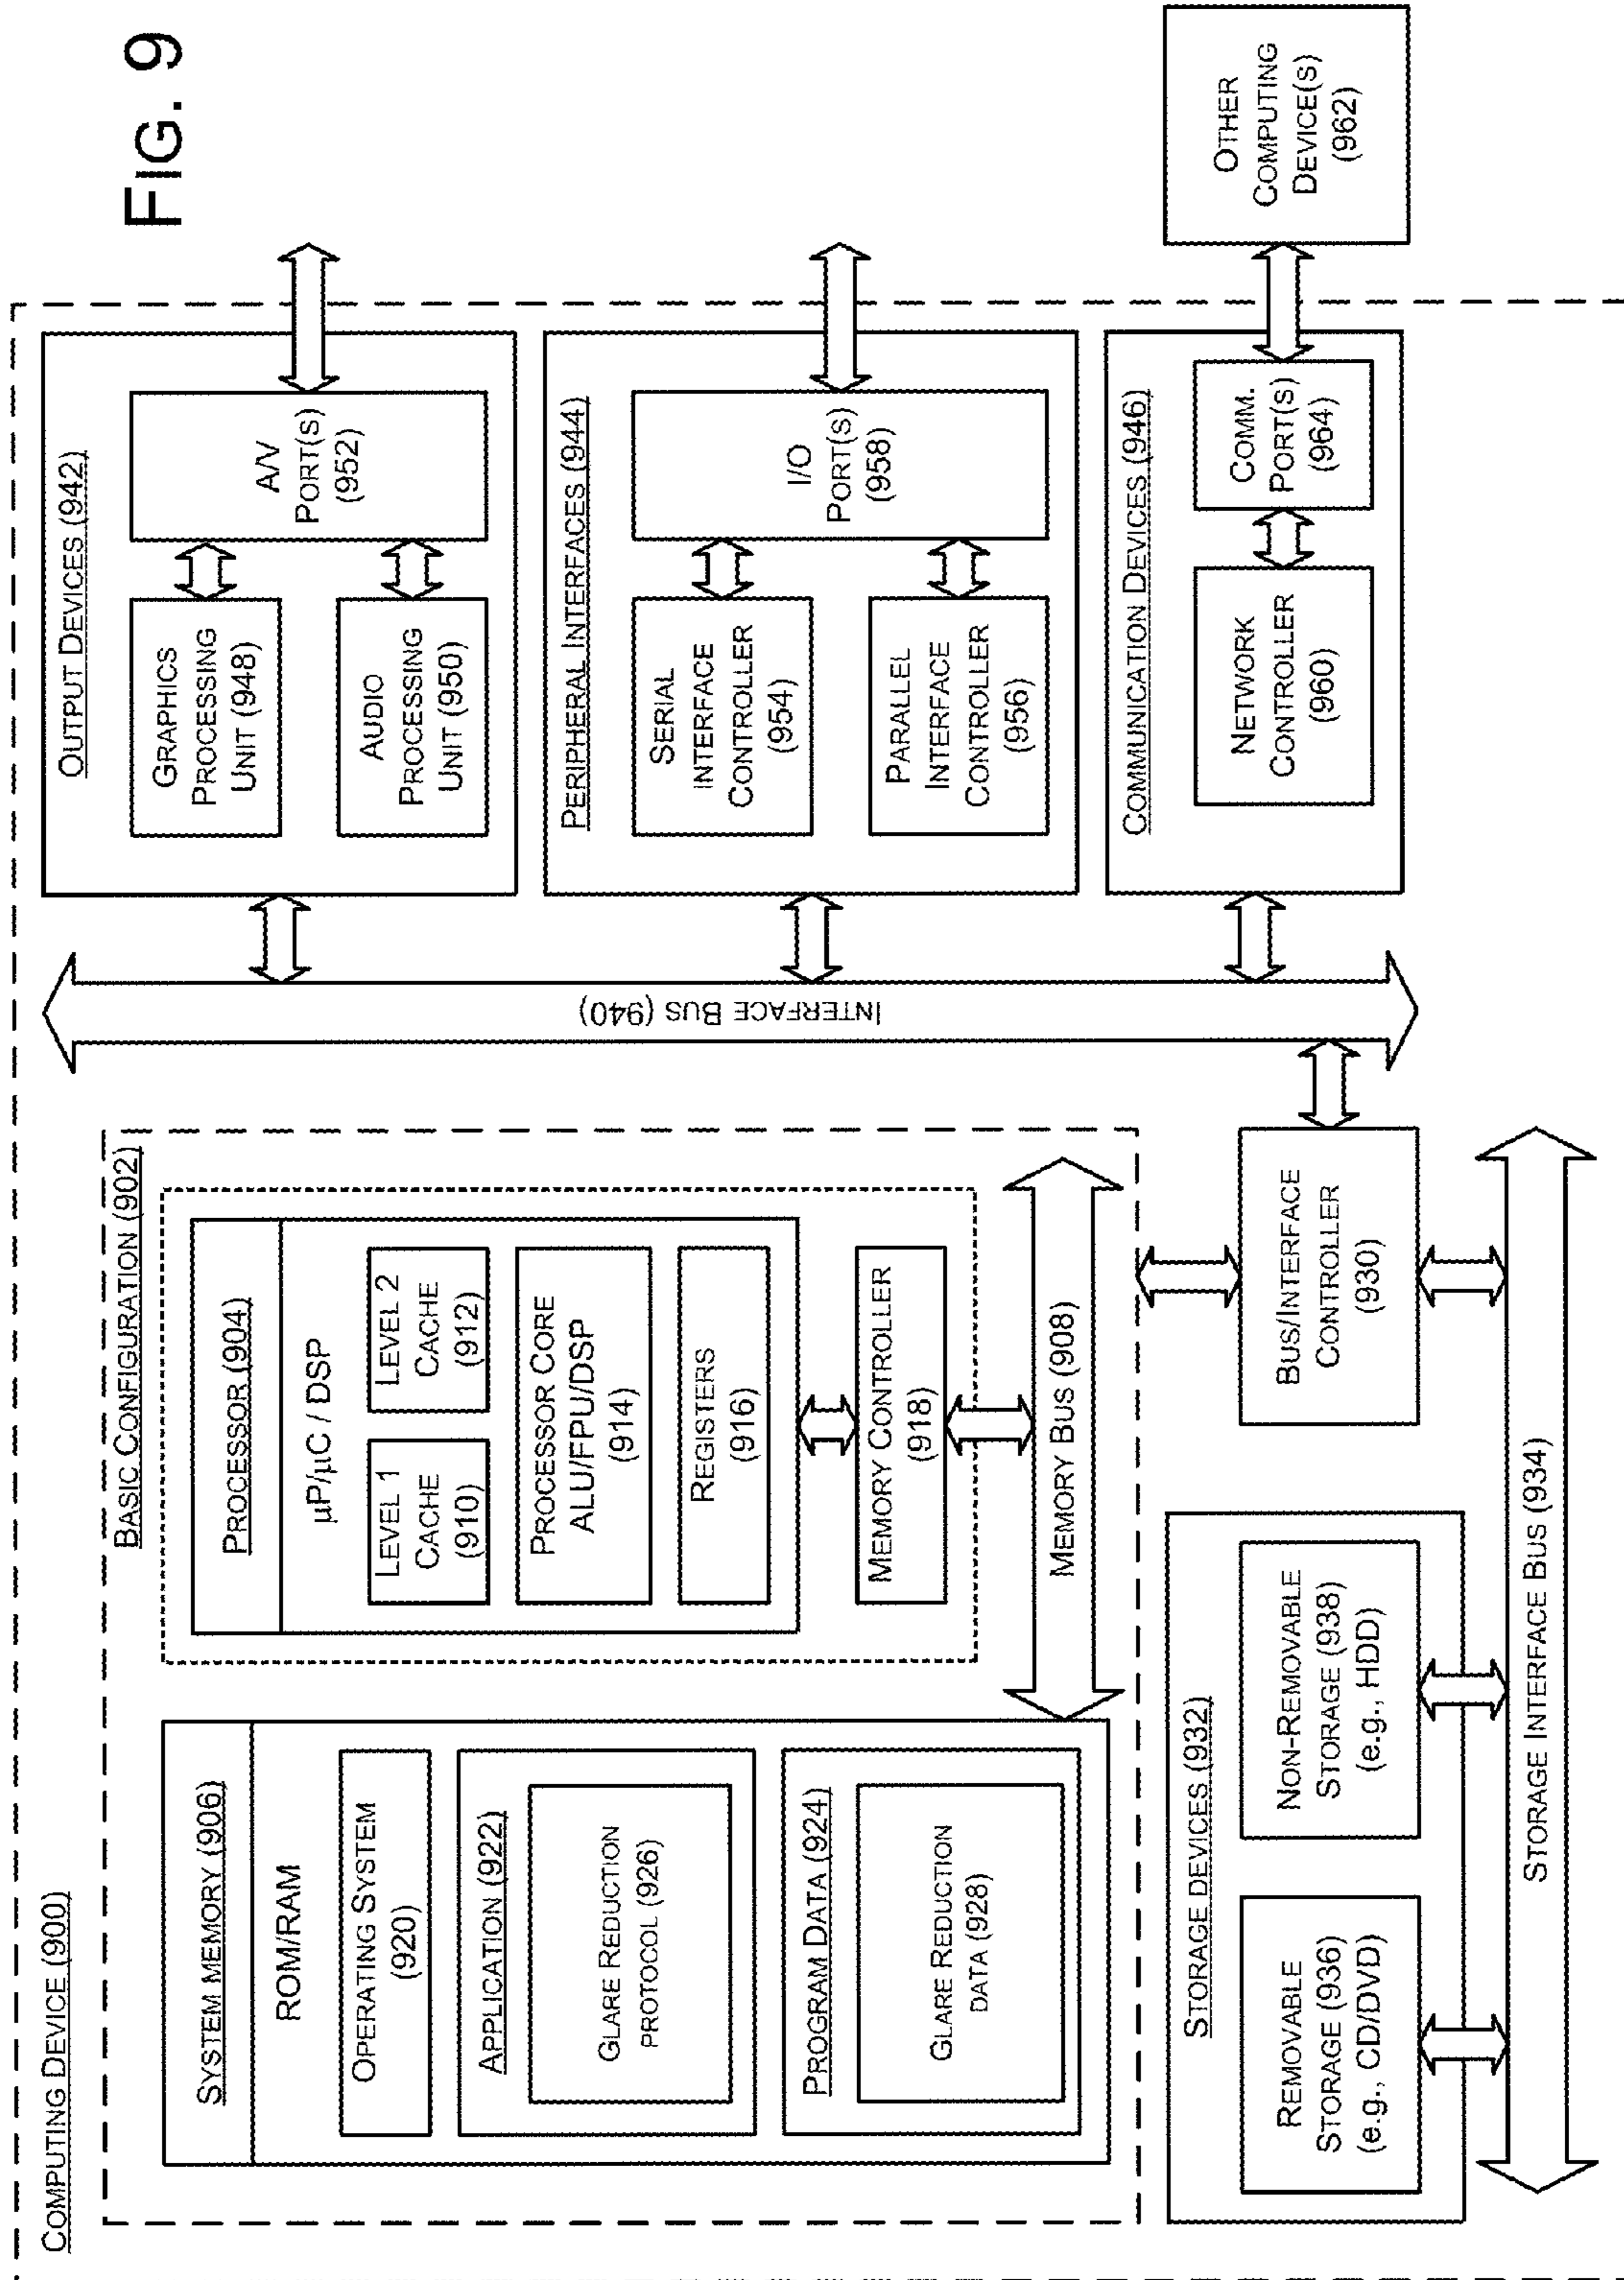 FIG. 9
COMPUTING DEVICE (900)
BASIC CONFIGURATION (902)
SYSTEM MEMORY (906)
ROM/RAM
OPERATING SYSTEM
(920)
APPLICATION (922)
GLARE REDUCTION
PROTOCOL (926)
PROGRAM DATA (924)
GLARE REDUCTION
DATA (928)
PROCESSOR (904)
µP/µC / DSP
LEVEL 1
CACHE
(910)
LEVEL 2
CACHE
(912)
PROCESSOR CORE
ALU/FPU/DSP
(914)
REGISTERS
(916)
MEMORY CONTROLLER
(918)
MEMORY BUS (908)
STORAGE DEVICES (932)
REMOVABLE
STORAGE (936)
(e.g., CD/DVD)
NON-REMOVABLE
STORAGE (938)
(e.g., HDD)
BUS/INTERFACE
CONTROLLER
(930)
STORAGE INTERFACE BUS (934)
INTERFACE BUS (940)
OUTPUT DEVICES (942)
GRAPHICS
PROCESSING
UNIT (948)
AUDIO
PROCESSING
UNIT (950)
A/V
PORT(S)
(952)
PERIPHERAL INTERFACES (944)
SERIAL
INTERFACE
CONTROLLER
(954)
PARALLEL
INTERFACE
CONTROLLER
(956)
I/O
PORT(S)
(958)
COMMUNICATION DEVICES (946)
NETWORK
CONTROLLER
(960)
COMM.
PORT(S)
(964)
OTHER
COMPUTING
DEVICE(S)
(962)